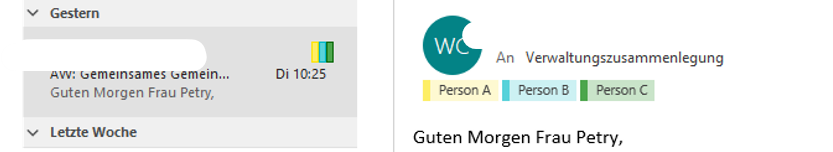 Gestern
AW: Gemeinsames Gemein...
Di 10:25
Guten Morgen Frau Petry,
Letzte Woche
WC
An Verwaltungszusammenlegung
Person A Person B Person C
Guten Morgen Frau Petry,